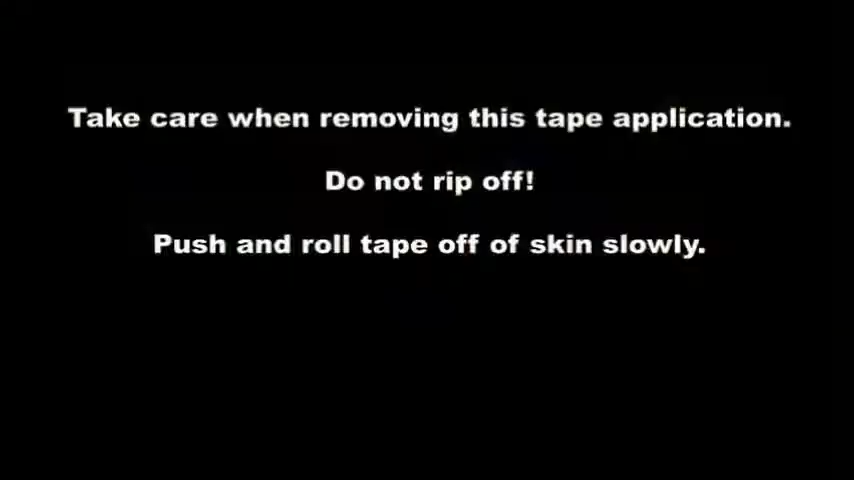 Take care when removing this tape application.
Do not rip off!
Push and roll tape off of skin slowly.